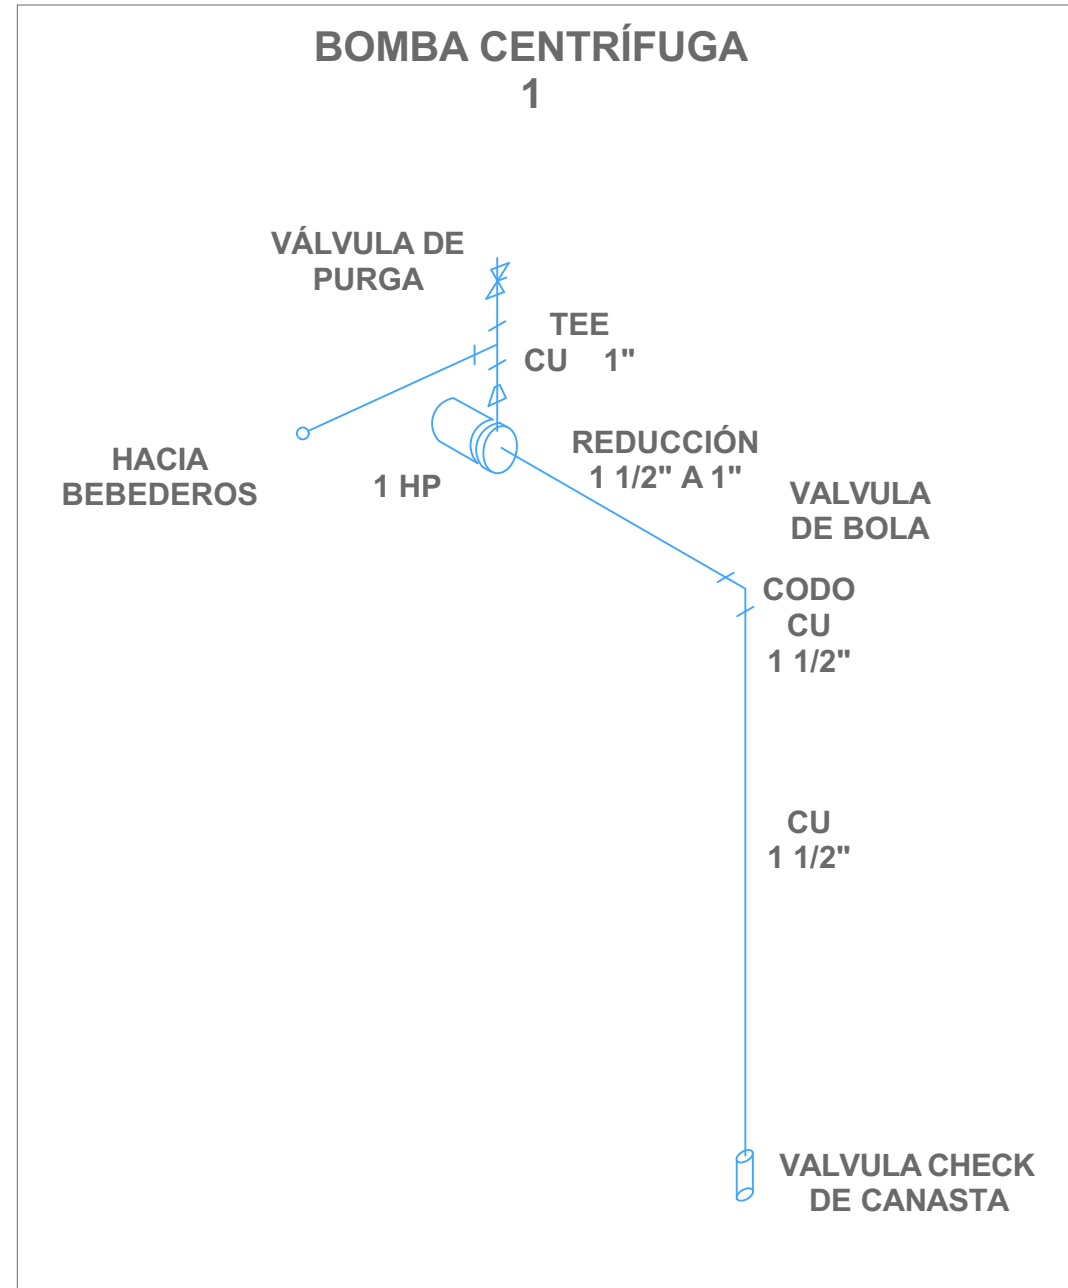 BOMBA CENTRÍFUGA
1
VÁLVULA DE
PURGA
TEE
CU 1"
REDUCCIÓN
1 1/2" A 1"
HACIA
BEBEDEROS
1 HP
VALVULA
DE BOLA
CODO
CU
1 1/2"
CU
1 1/2"
VALVULA CHECK
DE CANASTA